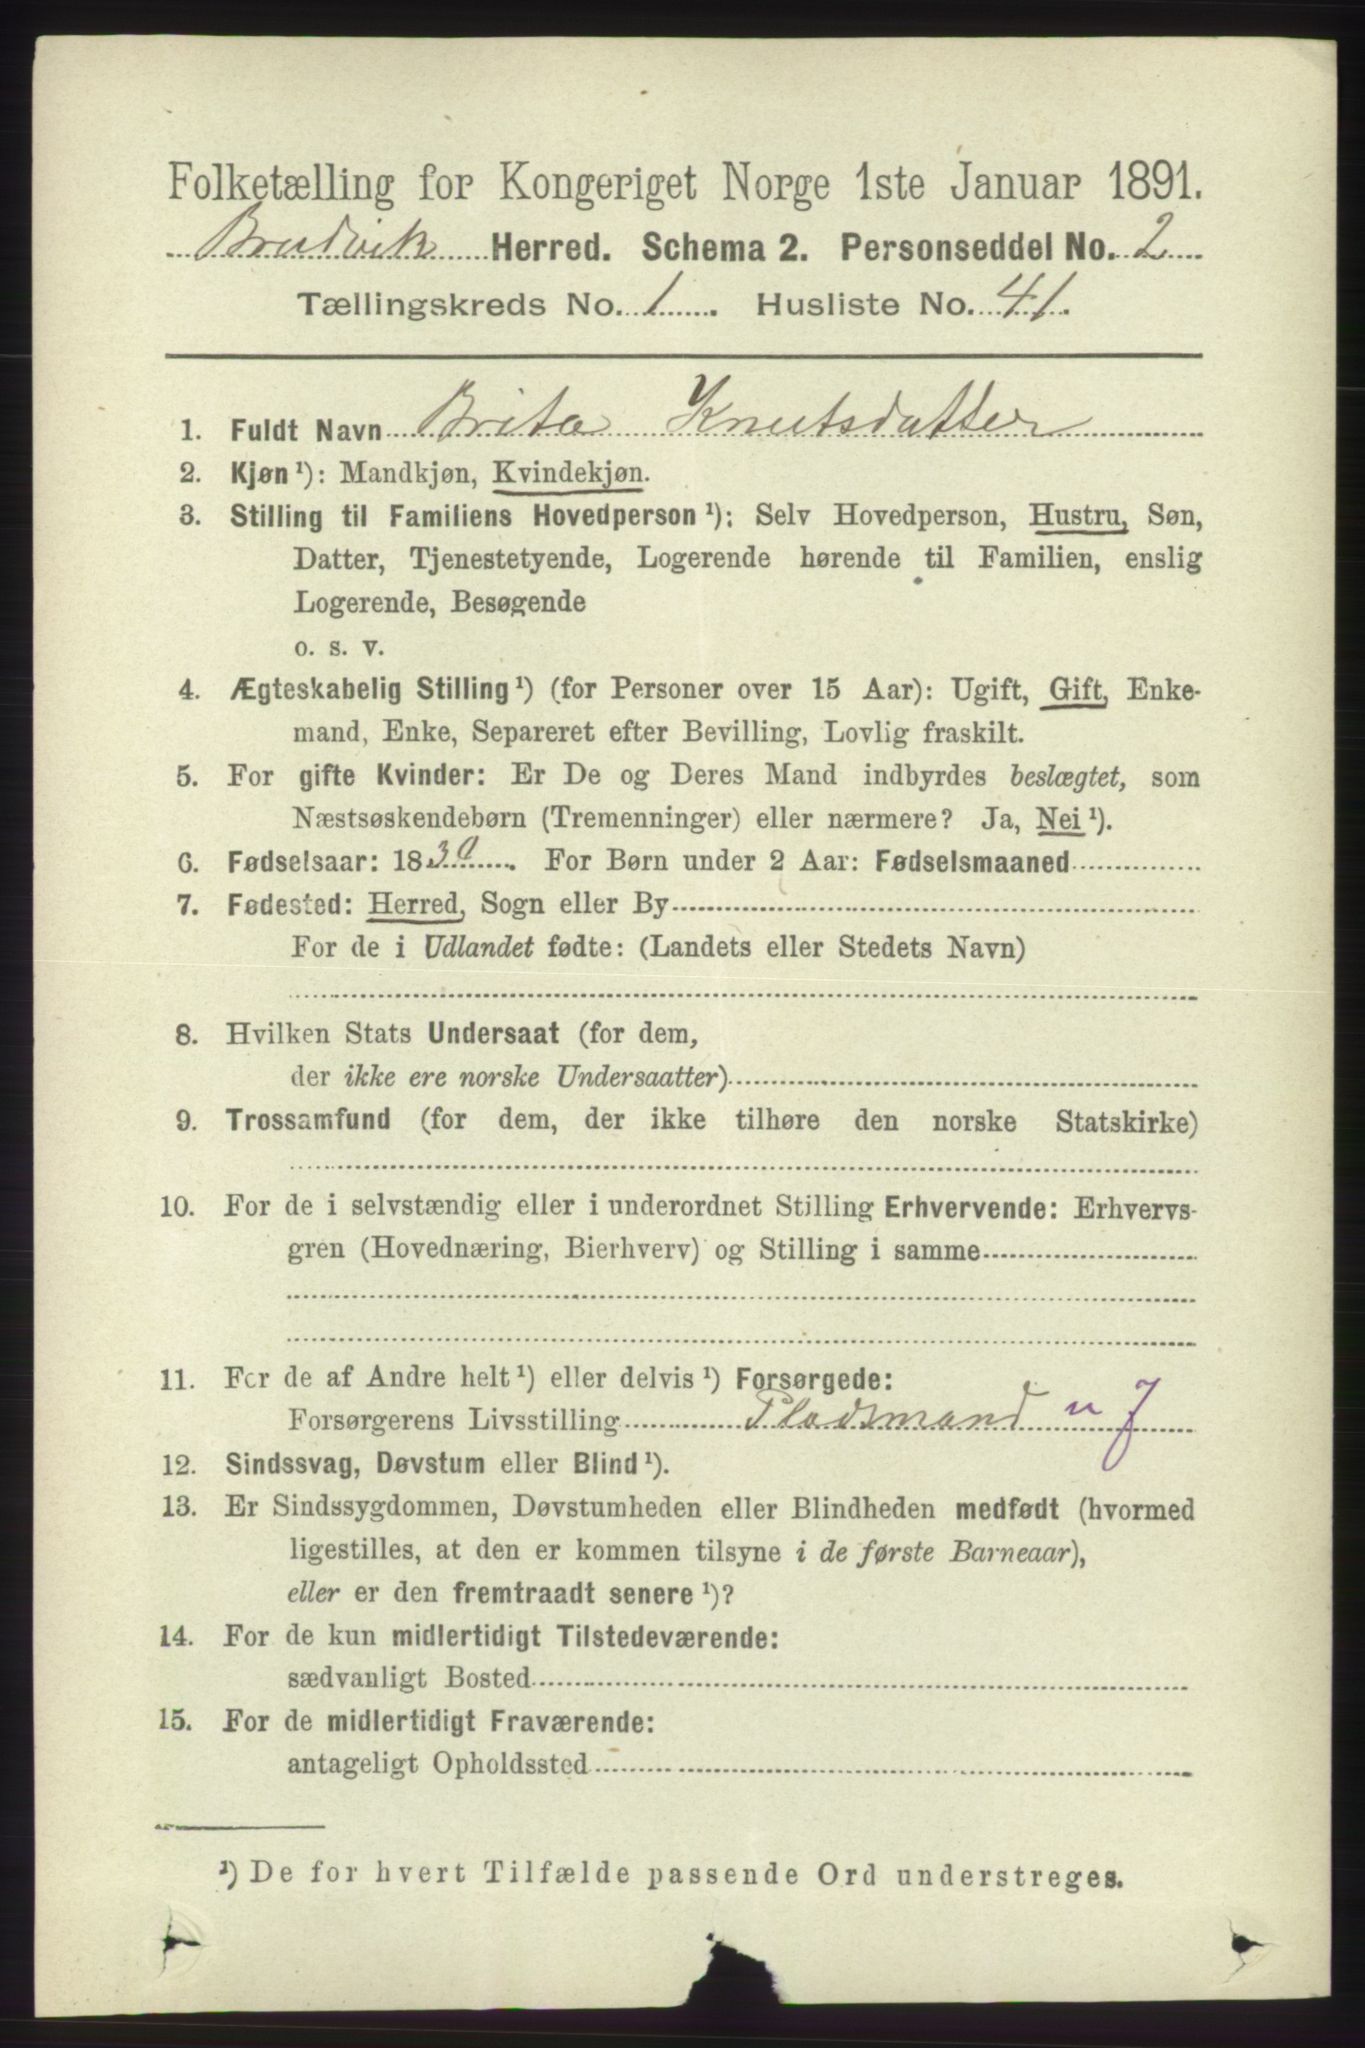 Folketælling for Kongeriget Norge 1ste Januar 1891.
Bruvik Herred. Schema 2. Personseddel No. 2
Tællingskreds No. 1. Husliste No. 41.
1. Fuldt Navn Brita Knutsdatter
2. Kjøn ¹): Mandkjøn, Kvindekjøn.
3. Stilling til Familiens Hovedperson ¹): Selv Hovedperson, Hustru, Søn,
Datter, Tjenestetyende, Logerende hørende til Familien, enslig
Logerende, Besøgende
o. s. v.
4. Ægteskabelig Stilling ¹) (for Personer over 15 Aar): Ugift, Gift, Enke-
mand, Enke, Separeret efter Bevilling, Lovlig fraskilt.
5. For gifte Kvinder: Er De og Deres Mand indbyrdes beslægtet, som
Næstsøskendebørn (Tremenninger) eller nærmere? Ja, Nei ¹).
6. Fødselsaar: 1839. For Børn under 2 Aar: Fødselsmaaned
7. Fødested: Herred, Sogn eller By
For de i Udlandet fødte: (Landets eller Stedets Navn)
8. Hvilken Stats Undersaat (for dem,
der ikke ere norske Undersaatter)
9. Trossamfund (for dem, der ikke tilhøre den norske Statskirke)
10. For de i selvstændig eller i underordnet Stilling Erhvervende: Erhvervs-
gren (Hovednæring, Bierhverv) og Stilling i samme
11. For de af Andre helt ¹) eller delvis ¹) Forsørgede:
Forsørgerens Livsstilling Pladsmand u J
12. Sindssvag, Døvstum eller Blind ¹).
13. Er Sindssygdommen, Døvstumheden eller Blindheden medfødt (hvormed
ligestilles, at den er kommen tilsyne i de første Barneaar),
eller er den fremtraadt senere ¹)?
14. For de kun midlertidigt Tilstedeværende:
sædvanligt Bosted
15. For de midlertidigt Fraværende:
antageligt Opholdssted
¹) De for hvert Tilfælde passende Ord understreges.